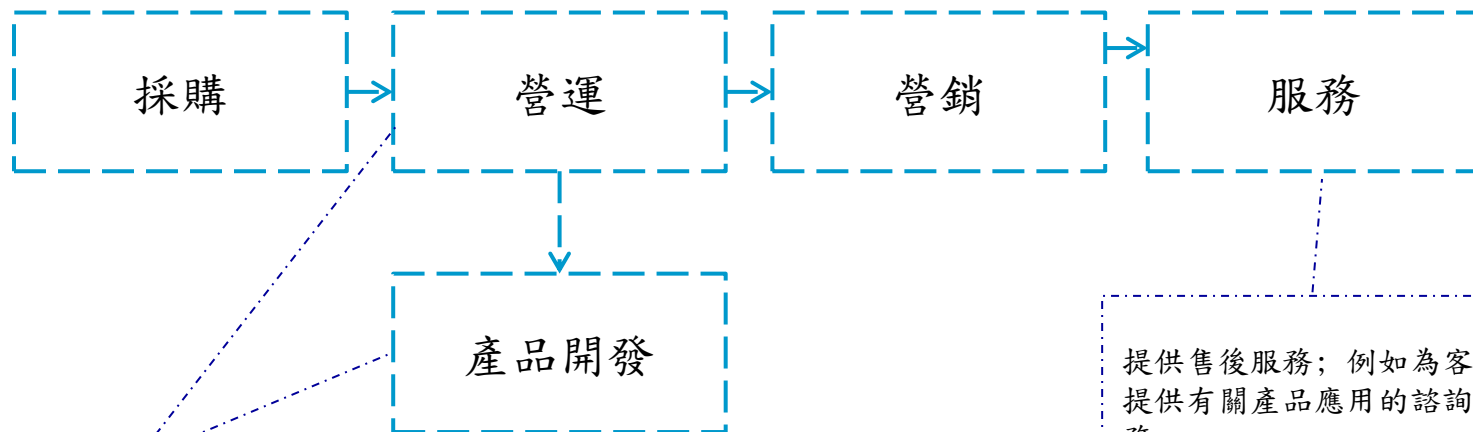 採購
營運
營銷
服務
產品開發
提供售後服務；例如為客
提供有關產品應用的諮詢